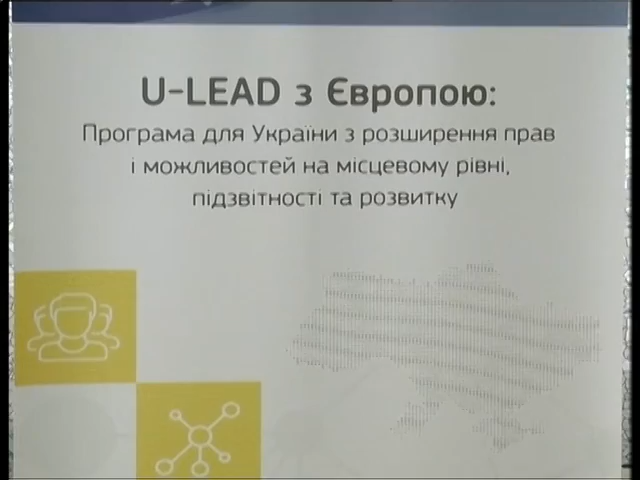 U-LEAD з Європою:
Програма для України з розширення прав
і можливостей на місцевому рівні,
підзвітності та розвитку